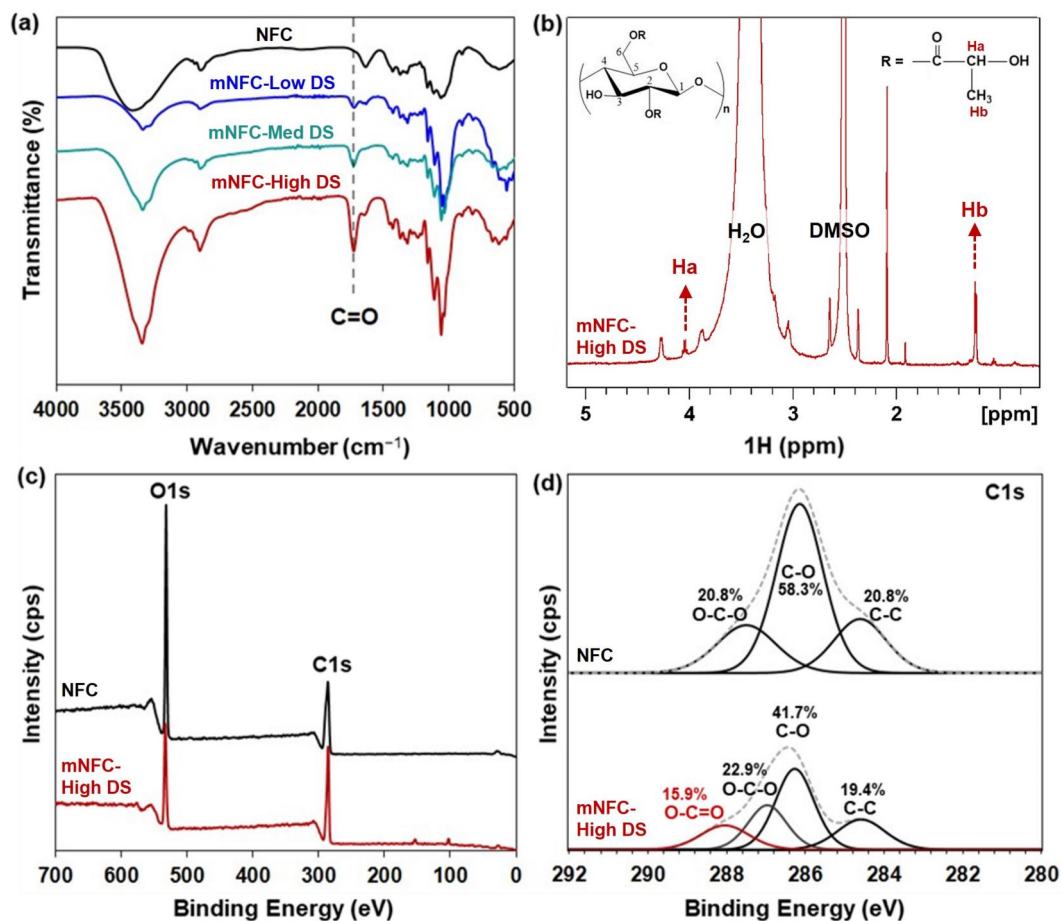 (a)
NFC
mNFC-Low DS
mNFC-Med DS
mNFC-High DS
C=O
Transmittance (%)
4000 3500 3000 2500 2000 1500 1000 500
Wavenumber (cm⁻¹)
(b)
OR
6
4
5
O
O
HO
3
2
1
OR
n
R =
O
Ha
CH
OH
CH₃
Hb
H₂O
DMSO
Ha
Hb
mNFC-
High DS
5 4 3 2 [ppm]
1H (ppm)
(c)
O1s
C1s
NFC
mNFC-
High DS
Intensity (cps)
700 600 500 400 300 200 100 0
Binding Energy (eV)
(d)
C1s
C-O
58.3%
20.8%
O-C-O
20.8%
C-C
NFC
41.7%
C-O
22.9%
O-C-O
15.9%
O-C=O
19.4%
C-C
mNFC-
High DS
Intensity (cps)
292 290 288 286 284 282 280
Binding Energy (eV)